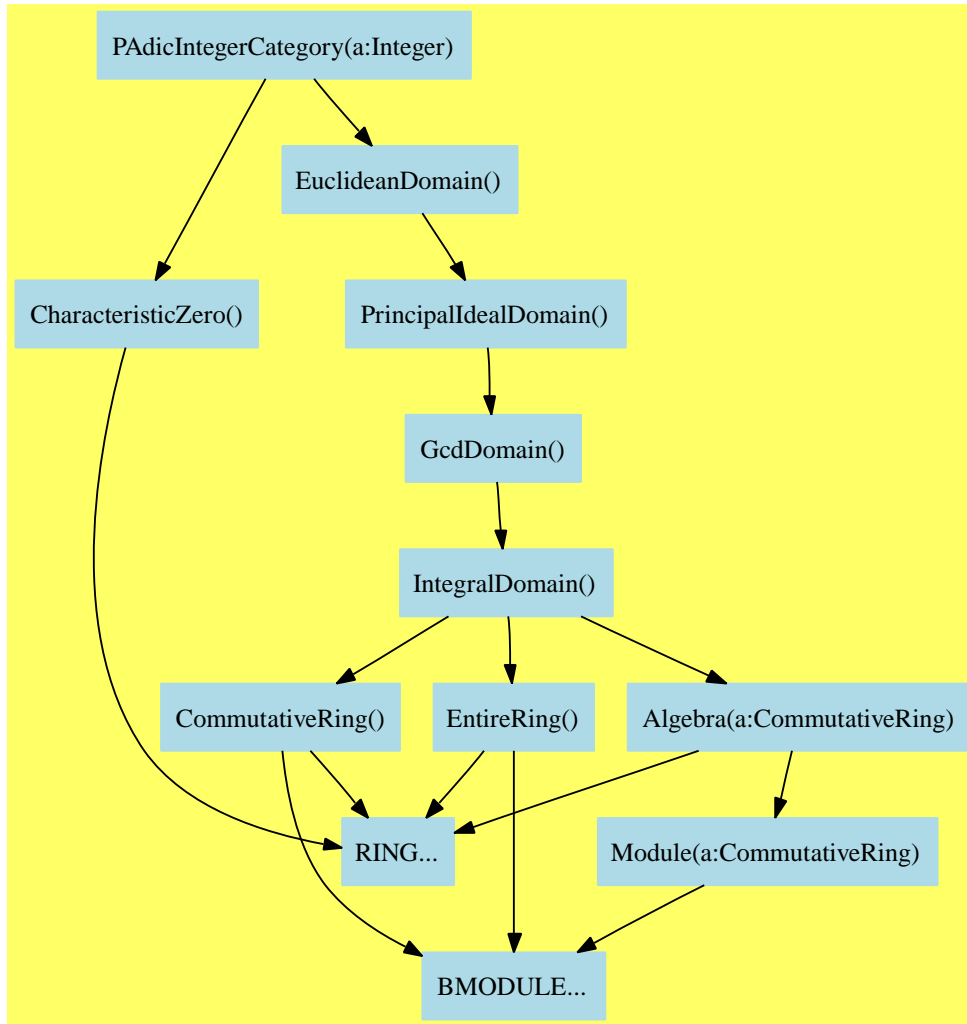 PAdicIntegerCategory(a:Integer)
EuclideanDomain()
CharacteristicZero()
PrincipalIdealDomain()
GcdDomain()
IntegralDomain()
CommutativeRing()
EntireRing()
Algebra(a:CommutativeRing)
RING...
Module(a:CommutativeRing)
BMODULE...